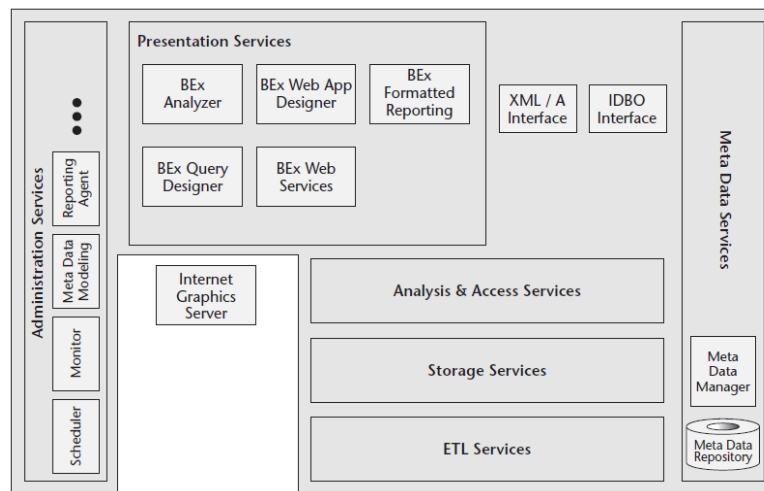 Administration Services
Reporting
Agent
Meta Data
Modeling
Monitor
Scheduler
Presentation Services
BEx
Analyzer
BEx Web App
Designer
BEx
Formatted
Reporting
BEx Query
Designer
BEx Web
Services
XML / A
Interface
IDBO
Interface
Internet
Graphics
Server
Analysis & Access Services
Storage Services
ETL Services
Meta Data Services
Meta
Data
Manager
Meta Data
Repository